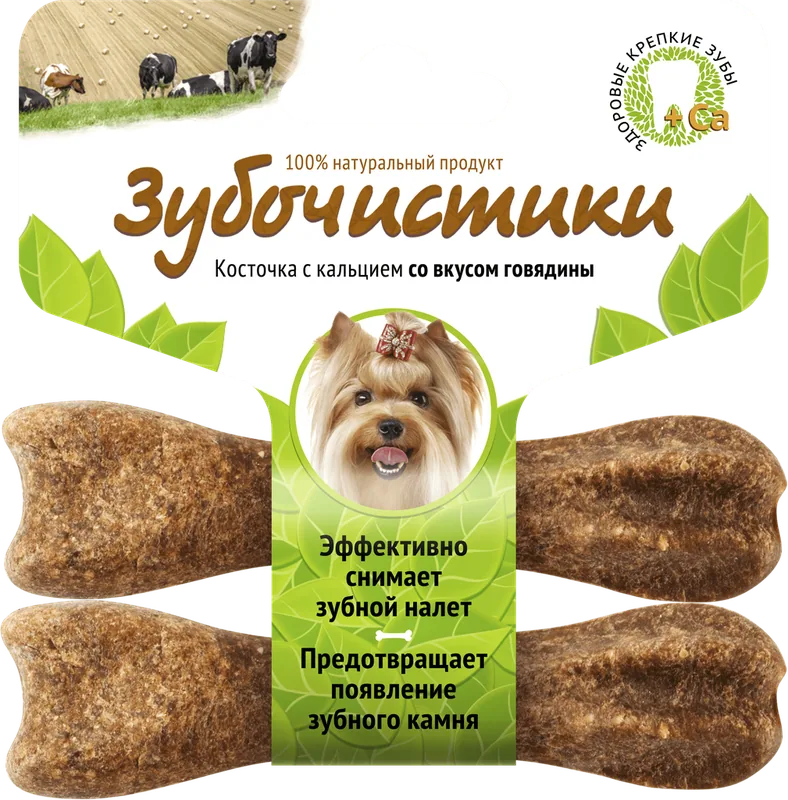 ЗДОРОВЫЕ КРЕПКИЕ ЗУБЫ
+ Ca
100% натуральный продукт
Зубочистики
Косточка с кальцием со вкусом говядины
Эффективно
снимает
зубной налет
Предотвращает
появление
зубного камня